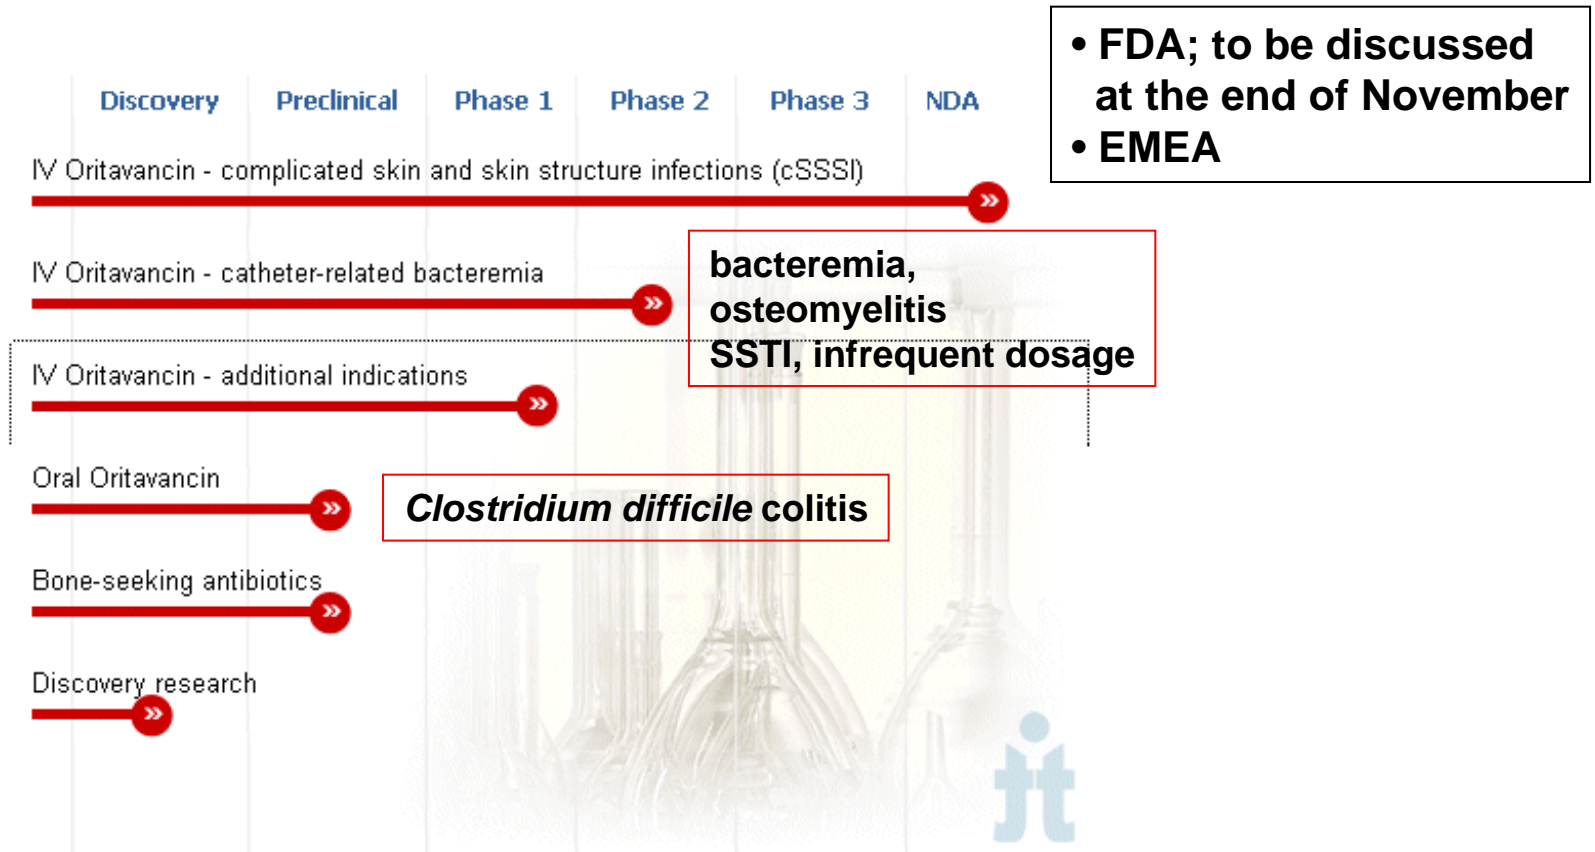 • FDA; to be discussed
at the end of November
• EMEA
Discovery Preclinical Phase 1 Phase 2 Phase 3 NDA
IV Oritavancin - complicated skin and skin structure infections (cSSSI)
»
IV Oritavancin - catheter-related bacteremia
»
bacteremia,
osteomyelitis
SSTI, infrequent dosage
IV Oritavancin - additional indications
»
Oral Oritavancin
»
Clostridium difficile colitis
Bone-seeking antibiotics
»
Discovery research
»